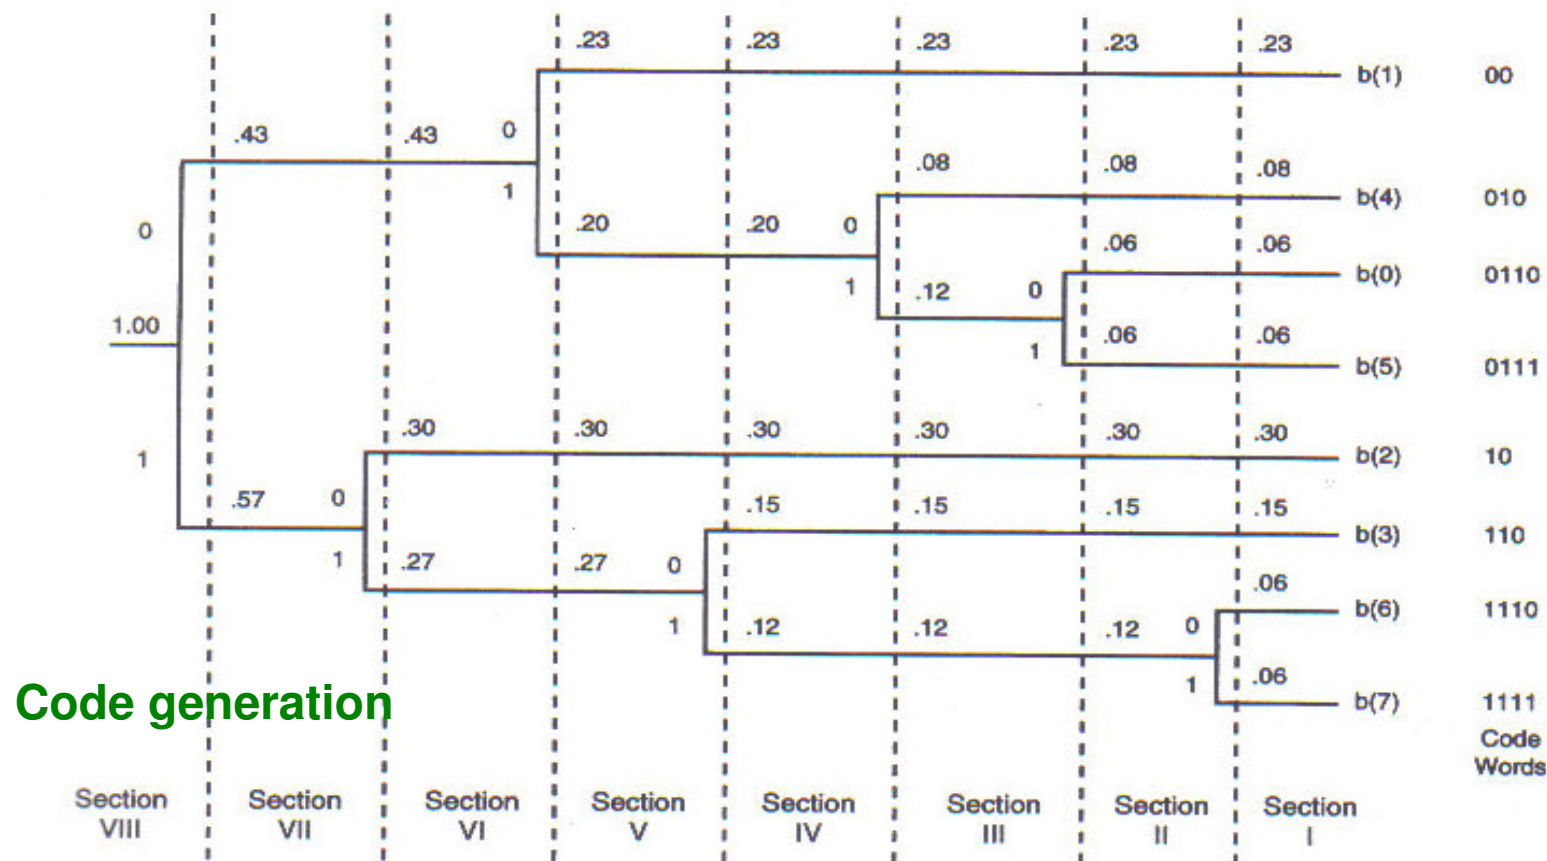 .23 .23 .23 .23 .23
b(1) 00
.43 .43 0
.08 .08 .08
1
b(4) 010
0 .20 .20 0 .06 .06
b(0) 0110
1 .12 0
1.00 .06 .06
1
b(5) 0111
.30 .30 .30 .30 .30 .30
1 b(2) 10
.57 0 .15 .15 .15 .15
b(3) 110
1 .27 .27 0
.06
b(6) 1110
1 .12 .12 .12 0
.06
1
Code generation b(7) 1111
Code
Words
Section Section Section Section Section Section Section Section
VIII VII VI V IV III II I